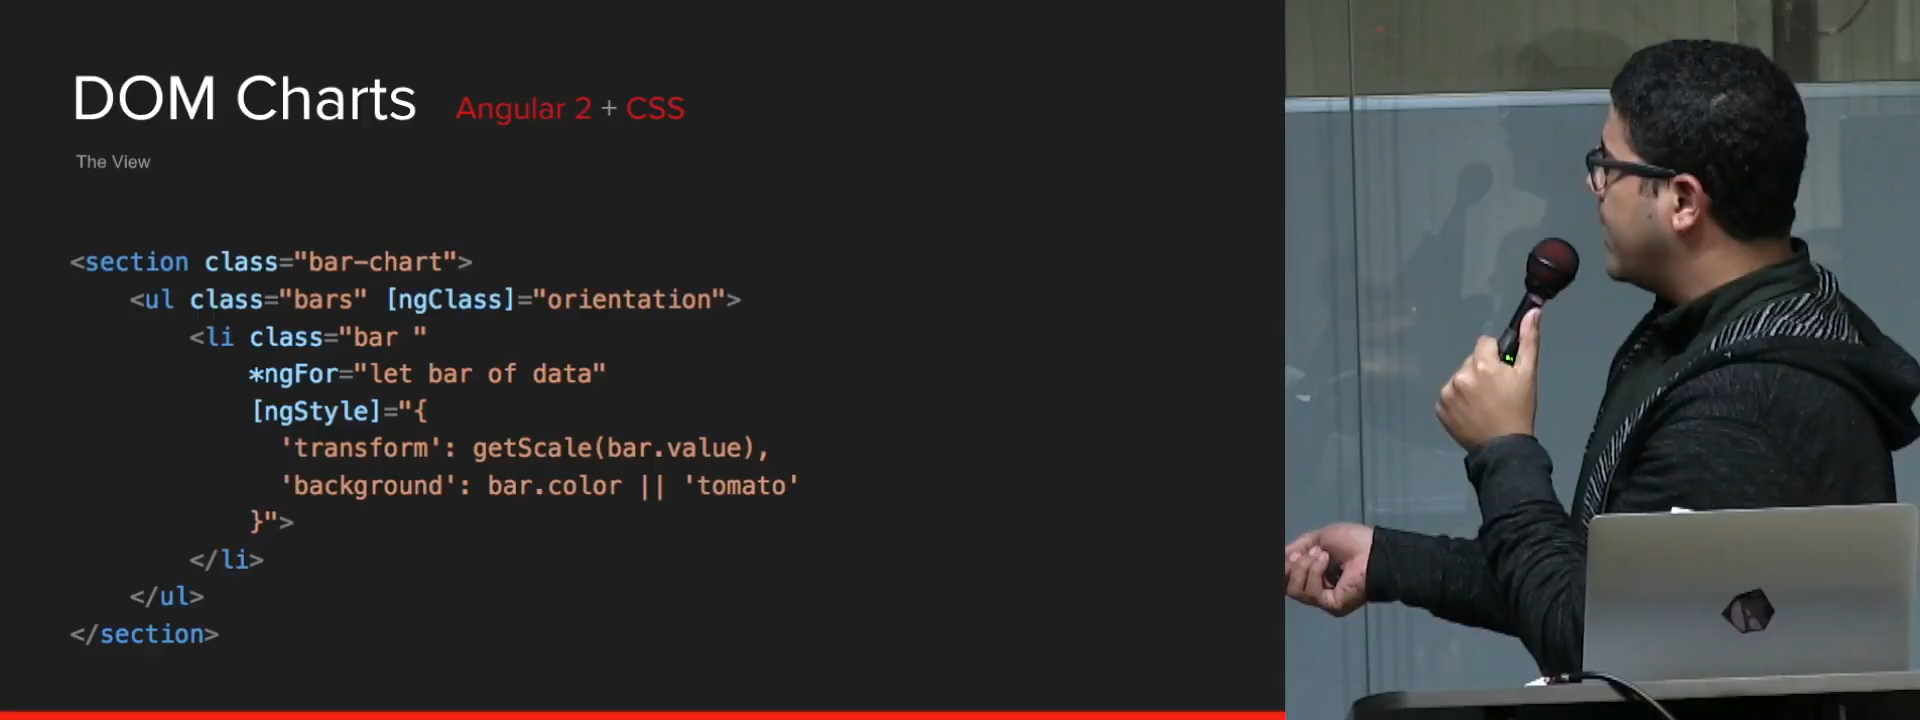 DOM Charts Angular 2 + CSS
The View
<section class="bar-chart">
<ul class="bars" [ngClass]="orientation">
<li class="bar "
*ngFor="let bar of data"
[ngStyle]="{
'transform': getScale(bar.value),
'background': bar.color || 'tomato'
}">
</li>
</ul>
</section>